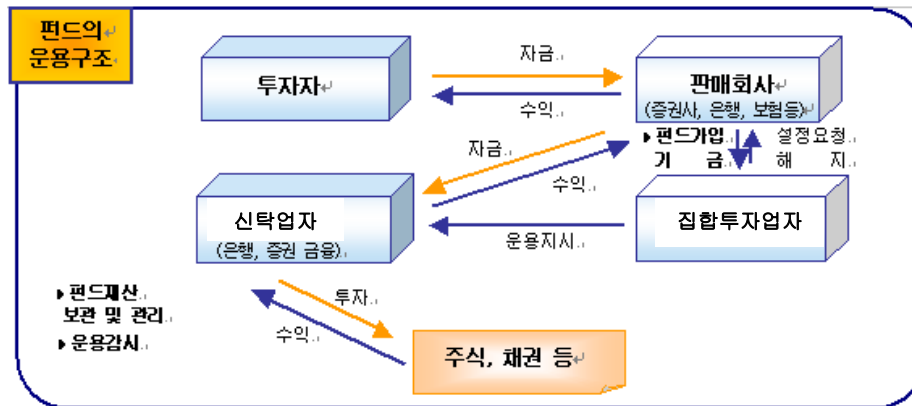 펀드의
운용구조
투자자
자금
수익
판매회사
(증권사, 은행, 보험등)
펀드가입
기 금
설정요청
해 지
자금
수익
신탁업자
(은행, 증권 금융)
운용지시
집합투자업자
펀드재산
보관 및 관리
운용감시
투자
수익
주식, 채권 등